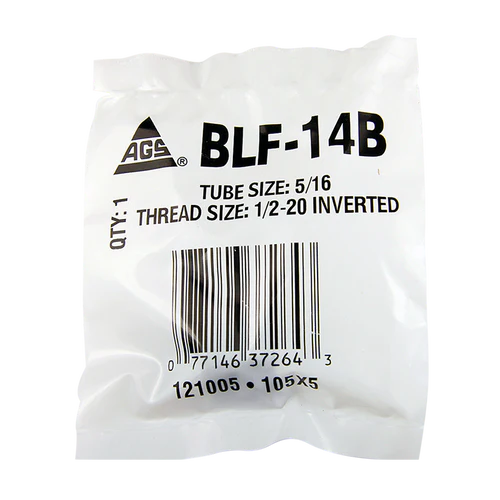 AGS®
BLF-14B
QTY: 1
TUBE SIZE: 5/16
THREAD SIZE: 1/2-20 INVERTED
0 77146 37264 3
121005 • 105X5